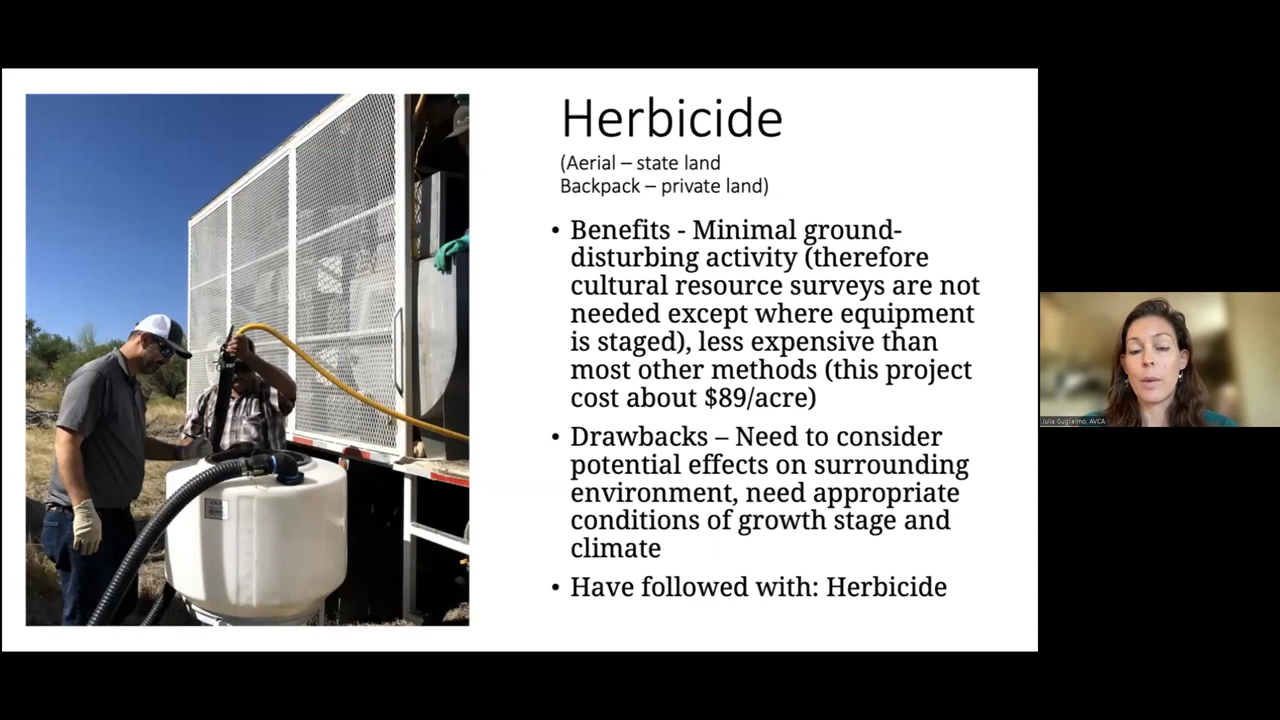 Herbicide
(Aerial – state land
Backpack – private land)
• Benefits - Minimal ground-
disturbing activity (therefore
cultural resource surveys are not
needed except where equipment
is staged), less expensive than
most other methods (this project
cost about $89/acre)
• Drawbacks – Need to consider
potential effects on surrounding
environment, need appropriate
conditions of growth stage and
climate
• Have followed with: Herbicide
Julia Guglielmo, AVCA